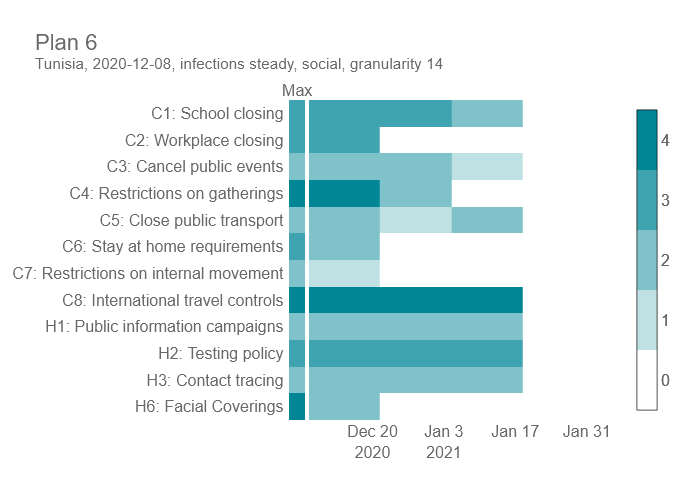 Plan 6
Tunisia, 2020-12-08, infections steady, social, granularity 14
Max
C1: School closing
C2: Workplace closing
C3: Cancel public events
C4: Restrictions on gatherings
C5: Close public transport
C6: Stay at home requirements
C7: Restrictions on internal movement
C8: International travel controls
H1: Public information campaigns
H2: Testing policy
H3: Contact tracing
H6: Facial Coverings
Dec 20 Jan 3 Jan 17 Jan 31
2020 2021
4
3
2
1
0